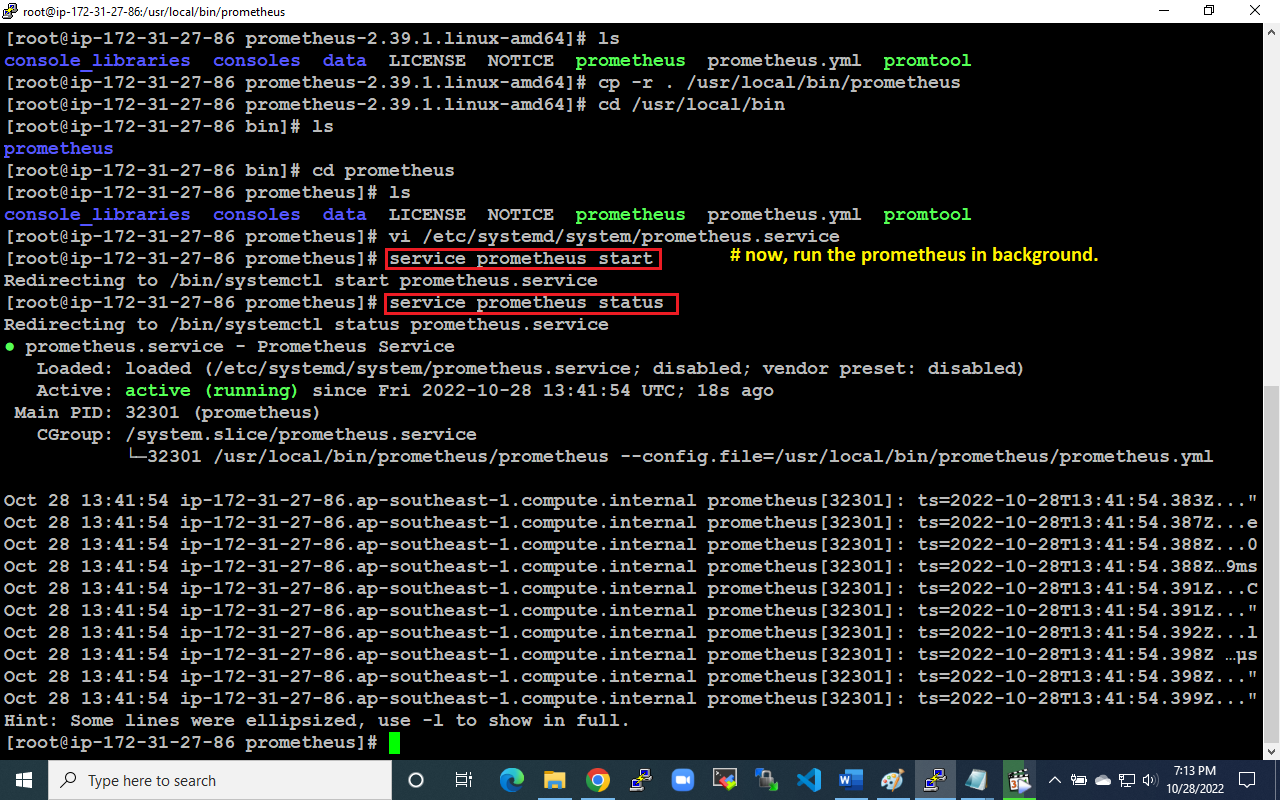 root@ip-172-31-27-86:/usr/local/bin/prometheus
[root@ip-172-31-27-86 prometheus-2.39.1.linux-amd64]# ls
console_libraries  consoles  data  LICENSE  NOTICE  prometheus  prometheus.yml  promtool
[root@ip-172-31-27-86 prometheus-2.39.1.linux-amd64]# cp -r . /usr/local/bin/prometheus
[root@ip-172-31-27-86 prometheus-2.39.1.linux-amd64]# cd /usr/local/bin
[root@ip-172-31-27-86 bin]# ls
prometheus
[root@ip-172-31-27-86 bin]# cd prometheus
[root@ip-172-31-27-86 prometheus]# ls
console_libraries  consoles  data  LICENSE  NOTICE  prometheus  prometheus.yml  promtool
[root@ip-172-31-27-86 prometheus]# vi /etc/systemd/system/prometheus.service
[root@ip-172-31-27-86 prometheus]# service prometheus start # now, run the prometheus in background.
Redirecting to /bin/systemctl start prometheus.service
[root@ip-172-31-27-86 prometheus]# service prometheus status
Redirecting to /bin/systemctl status prometheus.service
● prometheus.service - Prometheus Service
Loaded: loaded (/etc/systemd/system/prometheus.service; disabled; vendor preset: disabled)
Active: active (running) since Fri 2022-10-28 13:41:54 UTC; 18s ago
Main PID: 32301 (prometheus)
CGroup: /system.slice/prometheus.service
└─32301 /usr/local/bin/prometheus/prometheus --config.file=/usr/local/bin/prometheus/prometheus.yml
Oct 28 13:41:54 ip-172-31-27-86.ap-southeast-1.compute.internal prometheus[32301]: ts=2022-10-28T13:41:54.383Z..."
Oct 28 13:41:54 ip-172-31-27-86.ap-southeast-1.compute.internal prometheus[32301]: ts=2022-10-28T13:41:54.387Z...e
Oct 28 13:41:54 ip-172-31-27-86.ap-southeast-1.compute.internal prometheus[32301]: ts=2022-10-28T13:41:54.388Z...0
Oct 28 13:41:54 ip-172-31-27-86.ap-southeast-1.compute.internal prometheus[32301]: ts=2022-10-28T13:41:54.388Z…9ms
Oct 28 13:41:54 ip-172-31-27-86.ap-southeast-1.compute.internal prometheus[32301]: ts=2022-10-28T13:41:54.391Z...C
Oct 28 13:41:54 ip-172-31-27-86.ap-southeast-1.compute.internal prometheus[32301]: ts=2022-10-28T13:41:54.391Z..."
Oct 28 13:41:54 ip-172-31-27-86.ap-southeast-1.compute.internal prometheus[32301]: ts=2022-10-28T13:41:54.392Z...l
Oct 28 13:41:54 ip-172-31-27-86.ap-southeast-1.compute.internal prometheus[32301]: ts=2022-10-28T13:41:54.398Z …µs
Oct 28 13:41:54 ip-172-31-27-86.ap-southeast-1.compute.internal prometheus[32301]: ts=2022-10-28T13:41:54.398Z..."
Oct 28 13:41:54 ip-172-31-27-86.ap-southeast-1.compute.internal prometheus[32301]: ts=2022-10-28T13:41:54.399Z..."
Hint: Some lines were ellipsized, use -l to show in full.
[root@ip-172-31-27-86 prometheus]#
Type here to search
7:13 PM
10/28/2022